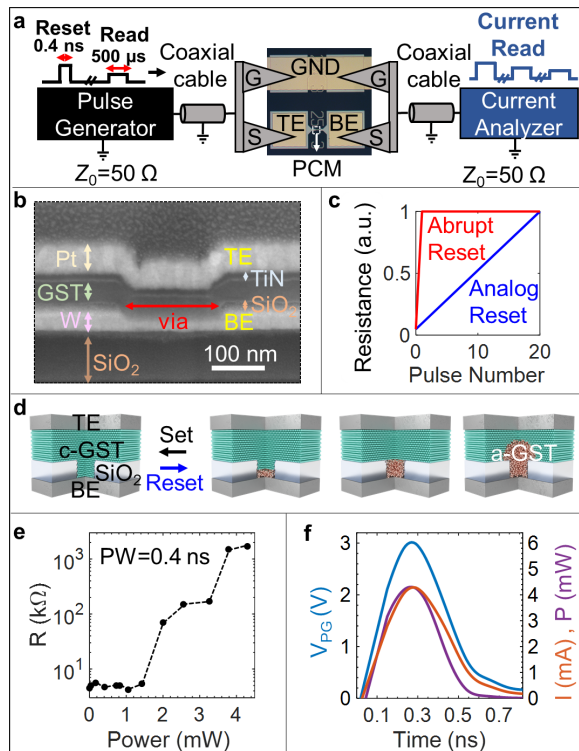 a
Reset
0.4 ns
Read
500 µs
Coaxial
cable
Pulse
Generator
Z₀=50 Ω
G
S
GND
TE
BE
PCM
G
S
Coaxial
cable
Current
Read
Current
Analyzer
Z₀=50 Ω
b
Pt
GST
W
SiO₂
via
TE
TiN
SiO₂
BE
100 nm
c
Resistance (a.u.)
1
0.5
0
0
10
20
Pulse Number
Abrupt
Reset
Analog
Reset
d
TE
c-GST
SiO₂
BE
Set
Reset
a-GST
e
PW=0.4 ns
R (kΩ)
10³
10²
10¹
0
1
2
3
4
Power (mW)
f
V_PG (V)
3
2
1
0
0.1
0.3
0.5
0.7
Time (ns)
6
5
4
3
2
1
0
I (mA) , P (mW)